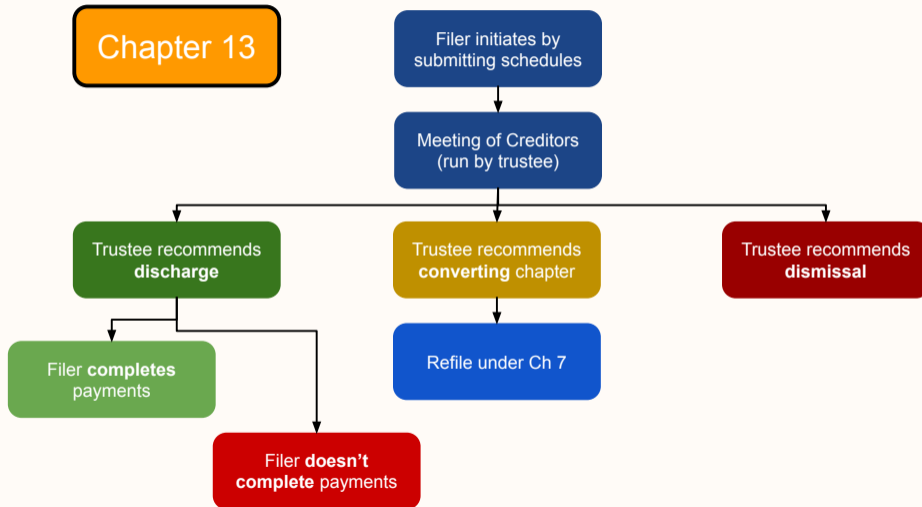 Chapter 13
Filer initiates by
submitting schedules
Meeting of Creditors
(run by trustee)
Trustee recommends
discharge
Trustee recommends
converting chapter
Trustee recommends
dismissal
Filer completes
payments
Refile under Ch 7
Filer doesn’t
complete payments